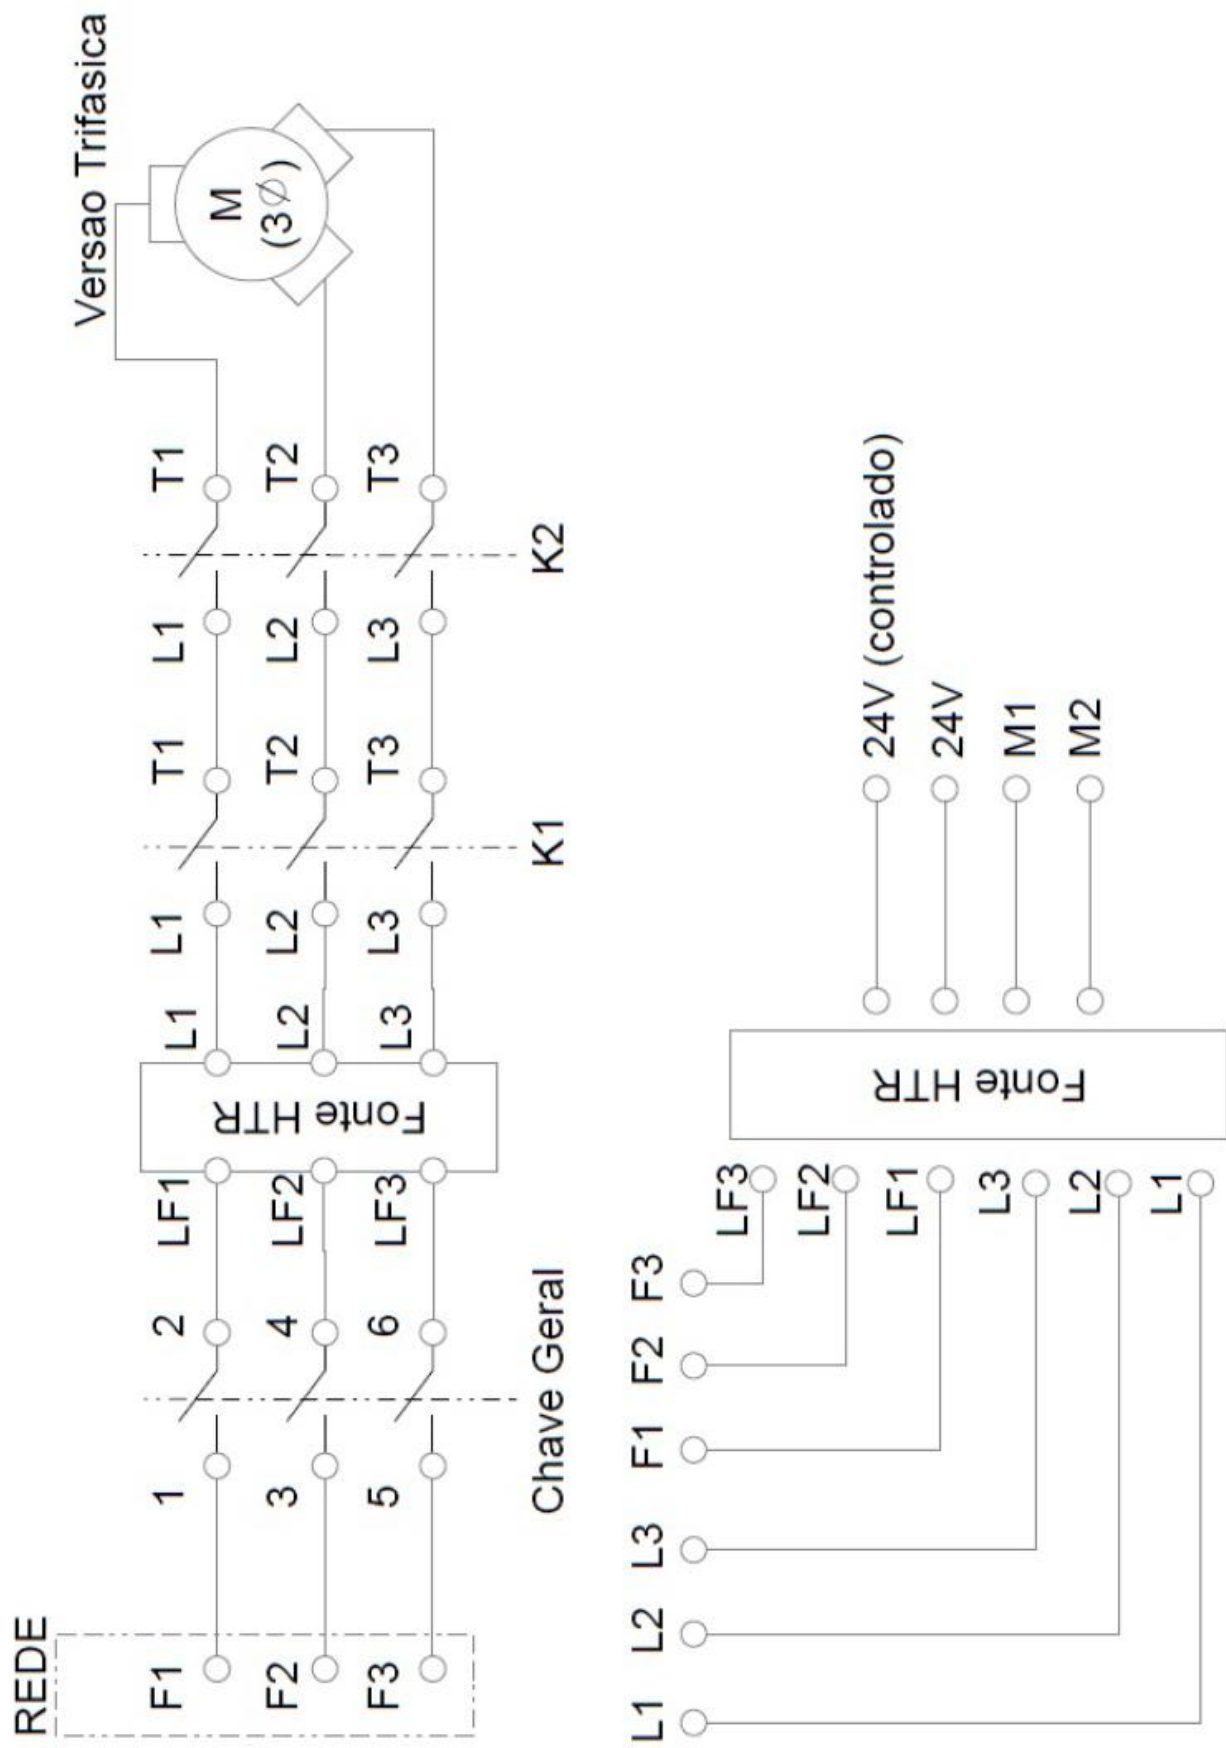 Versao Trifasica
REDE
F1
F2
F3
1
3
5
2
4
6
Chave Geral
LF1
LF2
LF3
Fonte HTR
L1
L2
L3
L1
L2
L3
K1
T1
T2
T3
L1
L2
L3
K2
T1
T2
T3
M
(3Ø)
L1
L2
L3
F1
F2
F3
LF3
LF2
LF1
L3
L2
L1
Fonte HTR
24V (controlado)
24V
M1
M2